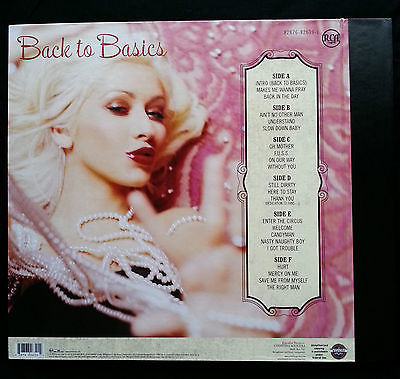 Back to Basics
RCA
SIDE A
INTRO (BACK TO BASICS)
MAKES ME WANNA PRAY
BACK IN THE DAY
SIDE B
AIN'T NO OTHER MAN
UNDERSTAND
SLOW DOWN BABY
SIDE C
OH MOTHER
F.U.S.S.
ON OUR WAY
WITHOUT YOU
SIDE D
STILL DIRRTY
HERE TO STAY
THANK YOU
SIDE E
ENTER THE CIRCUS
WELCOME
CANDYMAN
NASTY NAUGHTY BOY
I GOT TROUBLE
SIDE F
HURT
MERCY ON ME
SAVE ME FROM MYSELF
THE RIGHT MAN